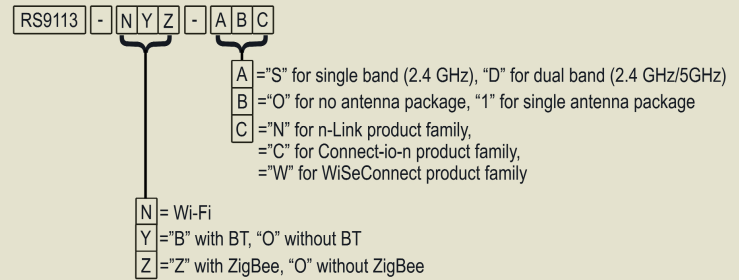 RS9113 - N Y Z - A B C
A =”S” for single band (2.4 GHz), “D” for dual band (2.4 GHz/5GHz)
B =“O” for no antenna package, “1” for single antenna package
C =”N” for n-Link product family,
=”C” for Connect-io-n product family,
=”W” for WiSeConnect product family
N = Wi-Fi
Y =”B” with BT, “O” without BT
Z =”Z” with ZigBee, “O” without ZigBee